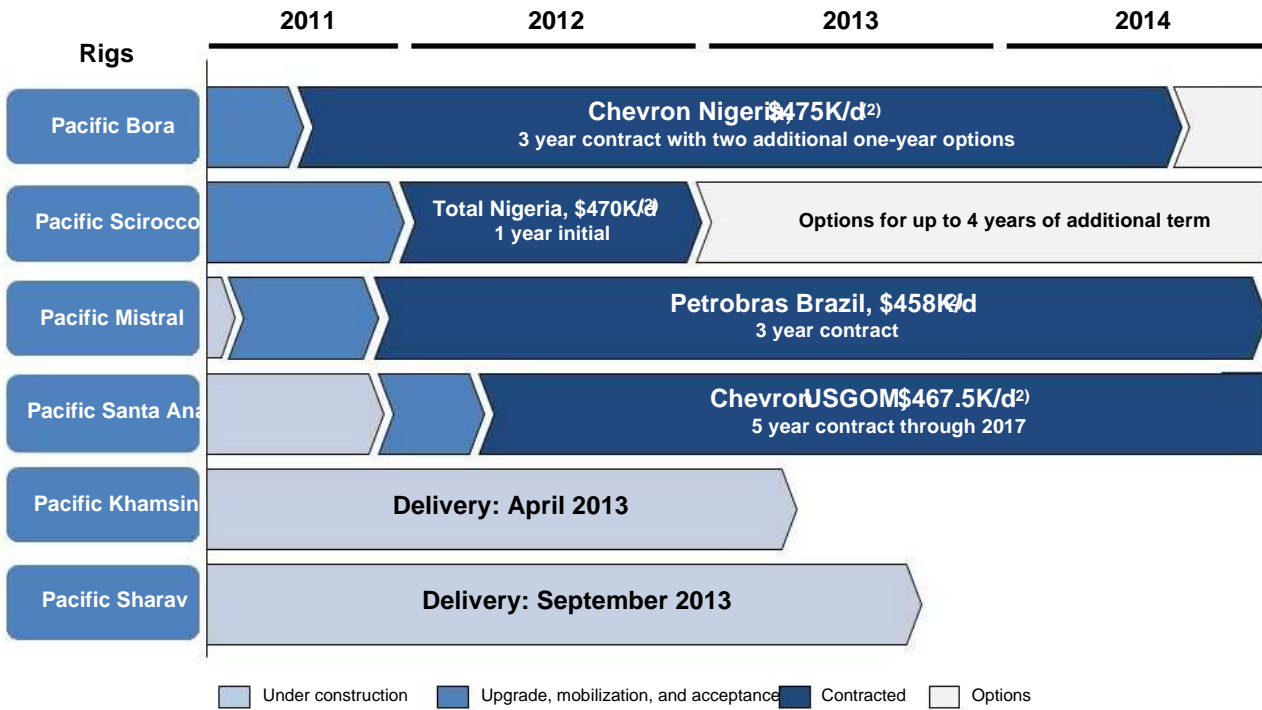 2011 2012 2013 2014
Rigs
Pacific Bora
Chevron Nigeria, $475K/d(2)
3 year contract with two additional one-year options
Pacific Scirocco
Total Nigeria, $470K/d(2)
1 year initial
Options for up to 4 years of additional term
Pacific Mistral
Petrobras Brazil, $458K/d(2)
3 year contract
Pacific Santa Ana
Chevron USGOM, $467.5K/d(2)
5 year contract through 2017
Pacific Khamsin
Delivery: April 2013
Pacific Sharav
Delivery: September 2013
Under construction Upgrade, mobilization, and acceptance Contracted Options